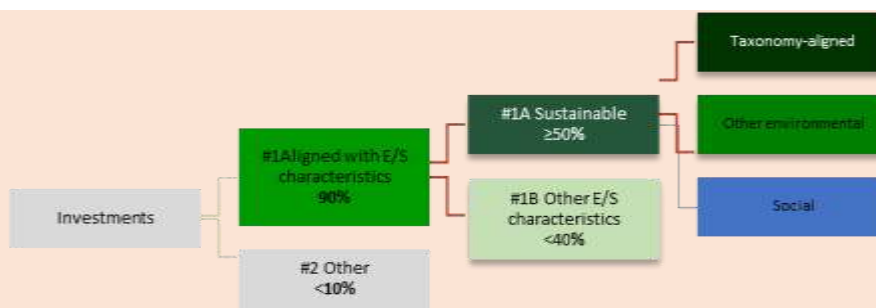 Taxonomy-aligned
#1A Sustainable
≥50%
Other environmental
#1Aligned with E/S
characteristics
90%
#1B Other E/S
characteristics
<40%
Social
Investments
#2 Other
<10%